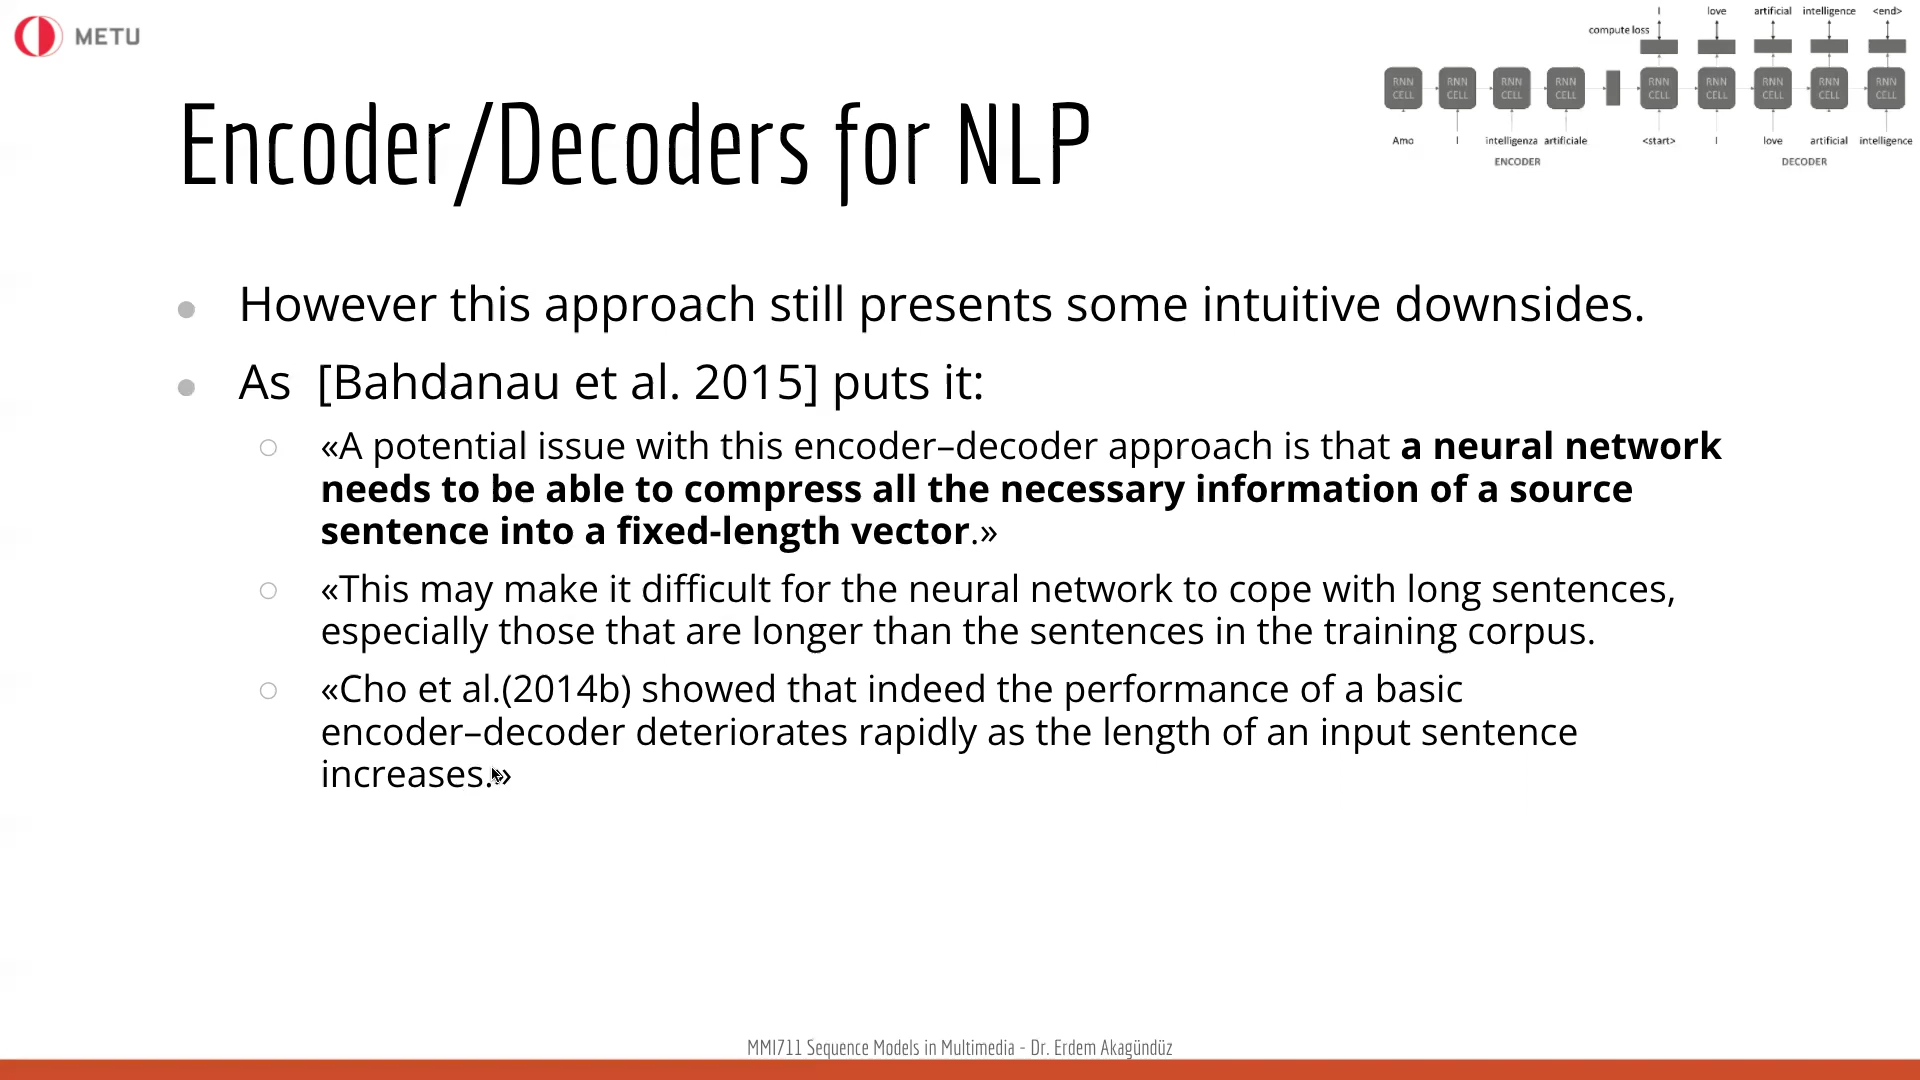 METU
I love artificial intelligence <end>
compute loss
RNN CELL RNN CELL RNN CELL RNN CELL RNN CELL RNN CELL RNN CELL RNN CELL RNN CELL
Amo l intelligenza artificiale <start> I love artificial intelligence
ENCODER DECODER
Encoder/Decoders for NLP
However this approach still presents some intuitive downsides.
As [Bahdanau et al. 2015] puts it:
«A potential issue with this encoder–decoder approach is that a neural network
needs to be able to compress all the necessary information of a source
sentence into a fixed-length vector.»
«This may make it difficult for the neural network to cope with long sentences,
especially those that are longer than the sentences in the training corpus.
«Cho et al.(2014b) showed that indeed the performance of a basic
encoder–decoder deteriorates rapidly as the length of an input sentence
increases.»
MMI711 Sequence Models in Multimedia - Dr. Erdem Akagündüz